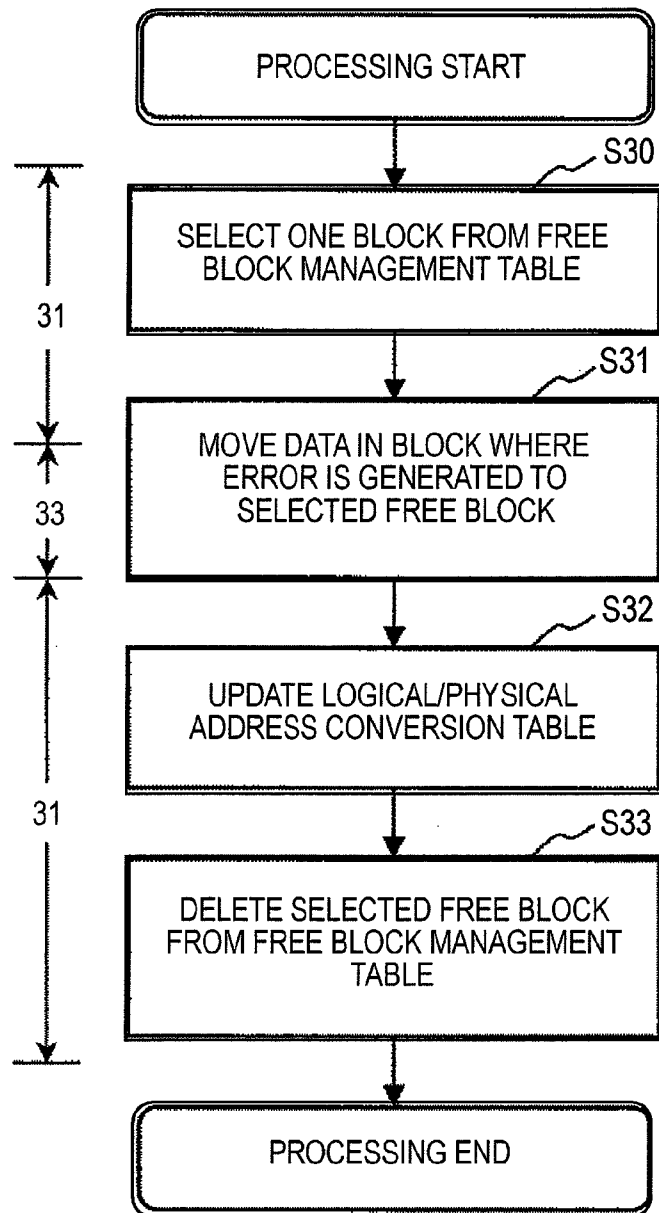 PROCESSING START
S30
SELECT ONE BLOCK FROM FREE
BLOCK MANAGEMENT TABLE
31
S31
MOVE DATA IN BLOCK WHERE
ERROR IS GENERATED TO
SELECTED FREE BLOCK
33
S32
UPDATE LOGICAL/PHYSICAL
ADDRESS CONVERSION TABLE
31
S33
DELETE SELECTED FREE BLOCK
FROM FREE BLOCK MANAGEMENT
TABLE
PROCESSING END